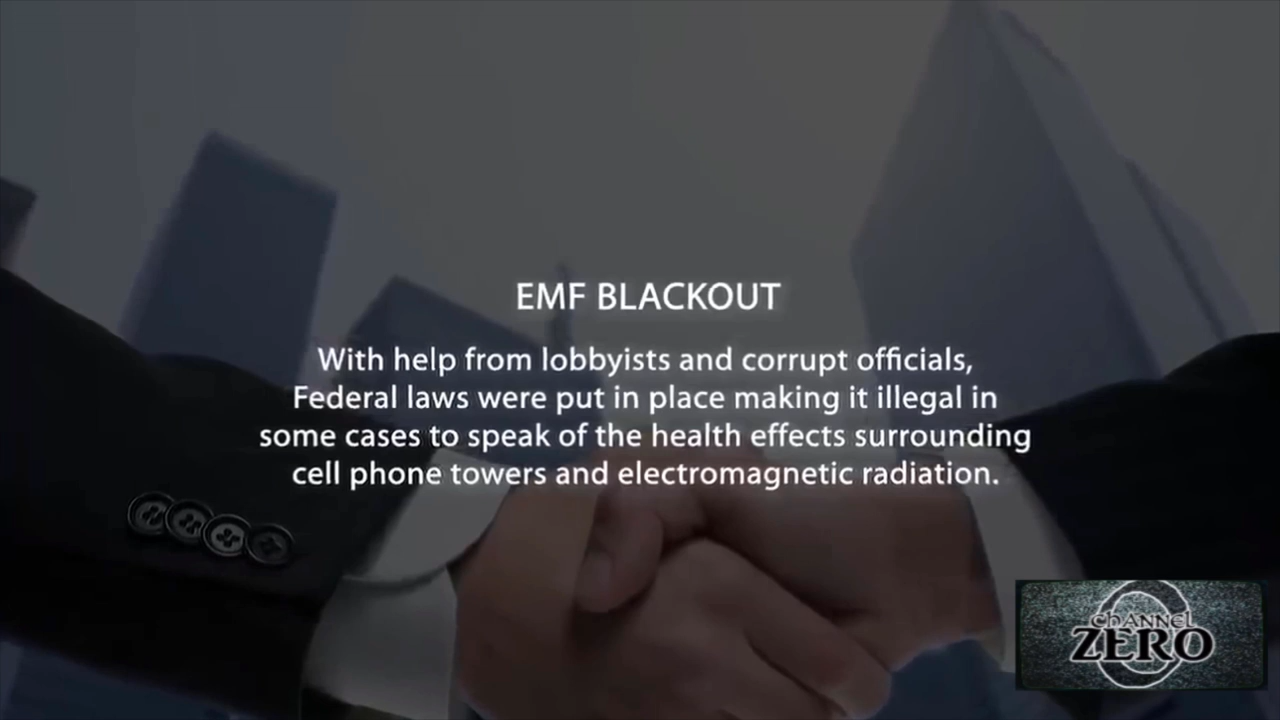 EMF BLACKOUT
With help from lobbyists and corrupt officials,
Federal laws were put in place making it illegal in
some cases to speak of the health effects surrounding
cell phone towers and electromagnetic radiation.
chANNEL
ZERO